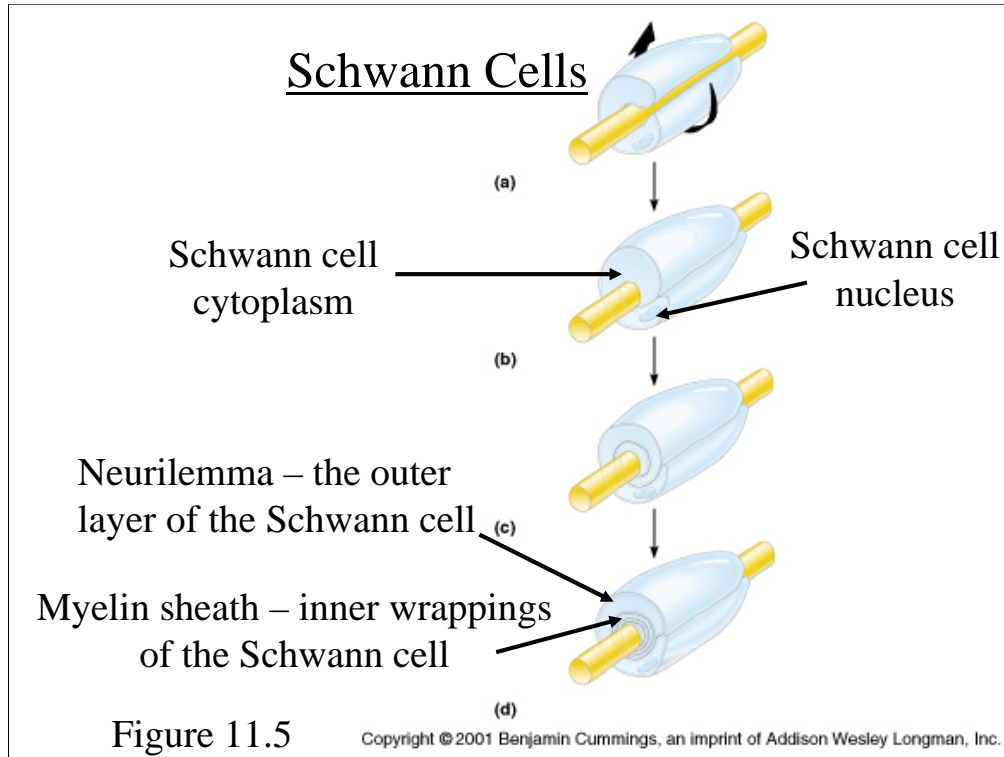 Schwann Cells
(a)
Schwann cell
cytoplasm
Schwann cell
nucleus
(b)
Neurilemma – the outer
layer of the Schwann cell
(c)
Myelin sheath – inner wrappings
of the Schwann cell
(d)
Figure 11.5
Copyright © 2001 Benjamin Cummings, an imprint of Addison Wesley Longman, Inc.